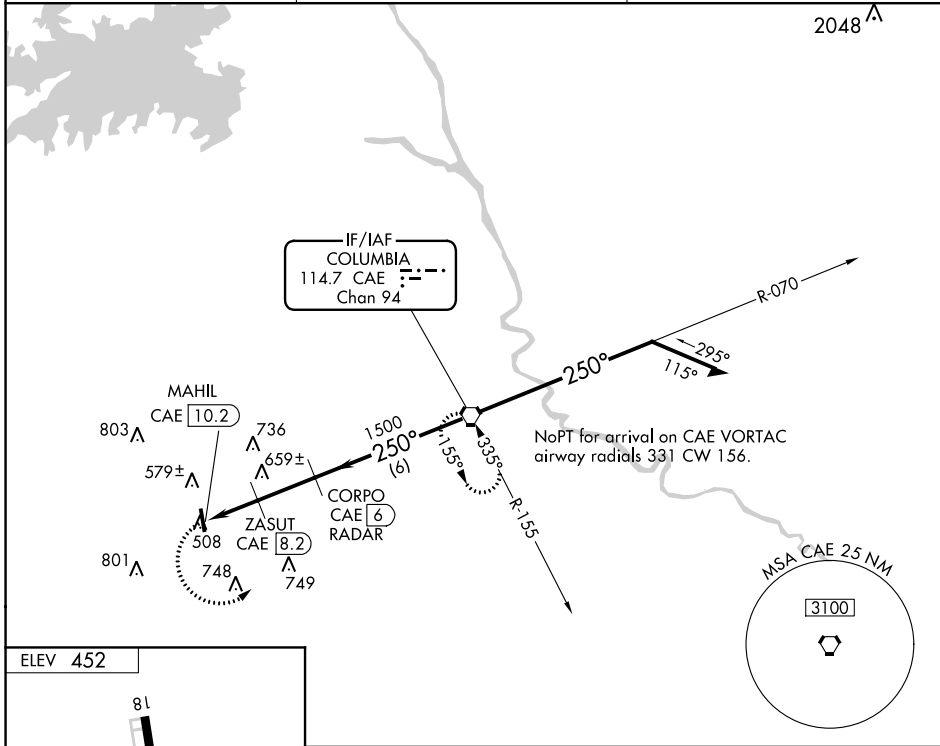 2048
IF/IAF
COLUMBIA
114.7 CAE
Chan 94
R-070
295°
115°
250°
MAHIL
CAE 10.2
803
736
1500
250°
(6)
155°
335°
NoPT for arrival on CAE VORTAC
airway radials 331 CW 156.
579±
659±
CORPO
CAE 6
RADAR
R-155
508
ZASUT
CAE 8.2
801
748
749
MSA CAE 25 NM
3100
ELEV 452
18